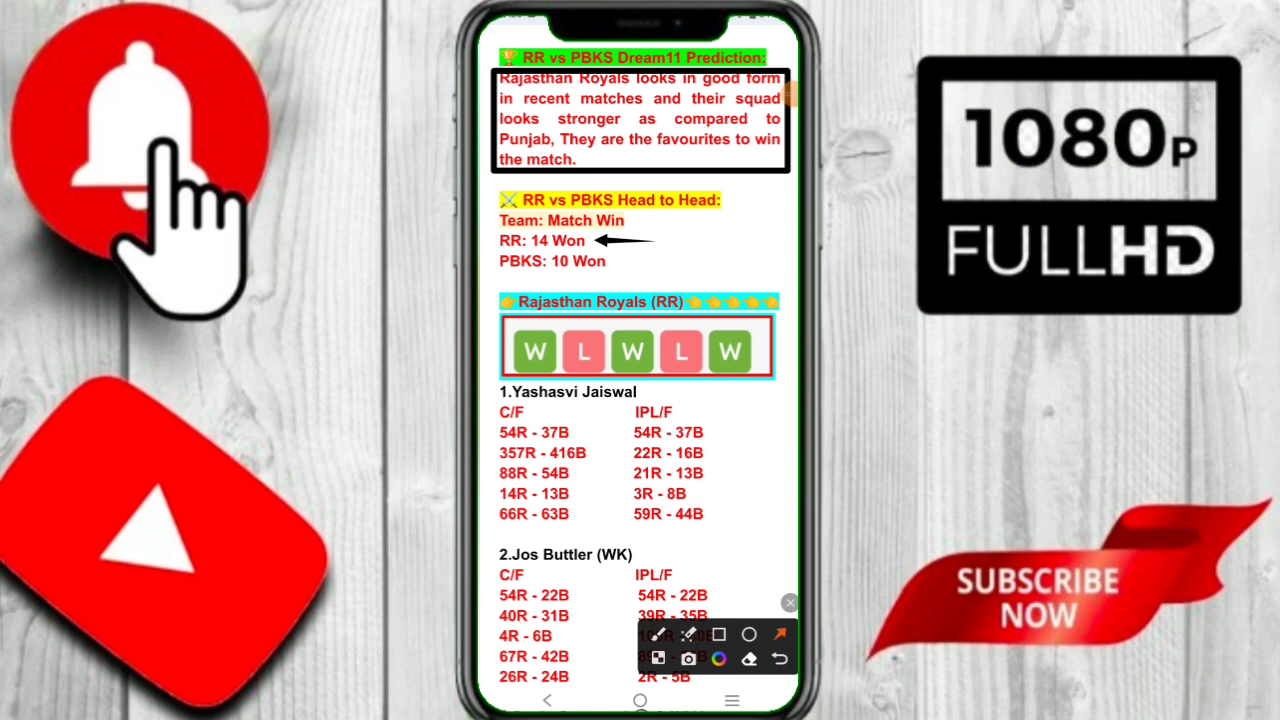 🏆 RR vs PBKS Dream11 Prediction:
Rajasthan Royals looks in good form
in recent matches and their squad
looks stronger as compared to
Punjab, They are the favourites to win
the match.
⚔️ RR vs PBKS Head to Head:
Team: Match Win
RR: 14 Won
PBKS: 10 Won
👉Rajasthan Royals (RR)👈👈👈👈👈
W L W L W
1.Yashasvi Jaiswal
C/F IPL/F
54R - 37B 54R - 37B
357R - 416B 22R - 16B
88R - 54B 21R - 13B
14R - 13B 3R - 8B
66R - 63B 59R - 44B
2.Jos Buttler (WK)
C/F IPL/F
54R - 22B 54R - 22B
40R - 31B 39R - 35B
4R - 6B
67R - 42B
26R - 24B 2R - 5B
1080p
FULLHD
SUBSCRIBE
NOW